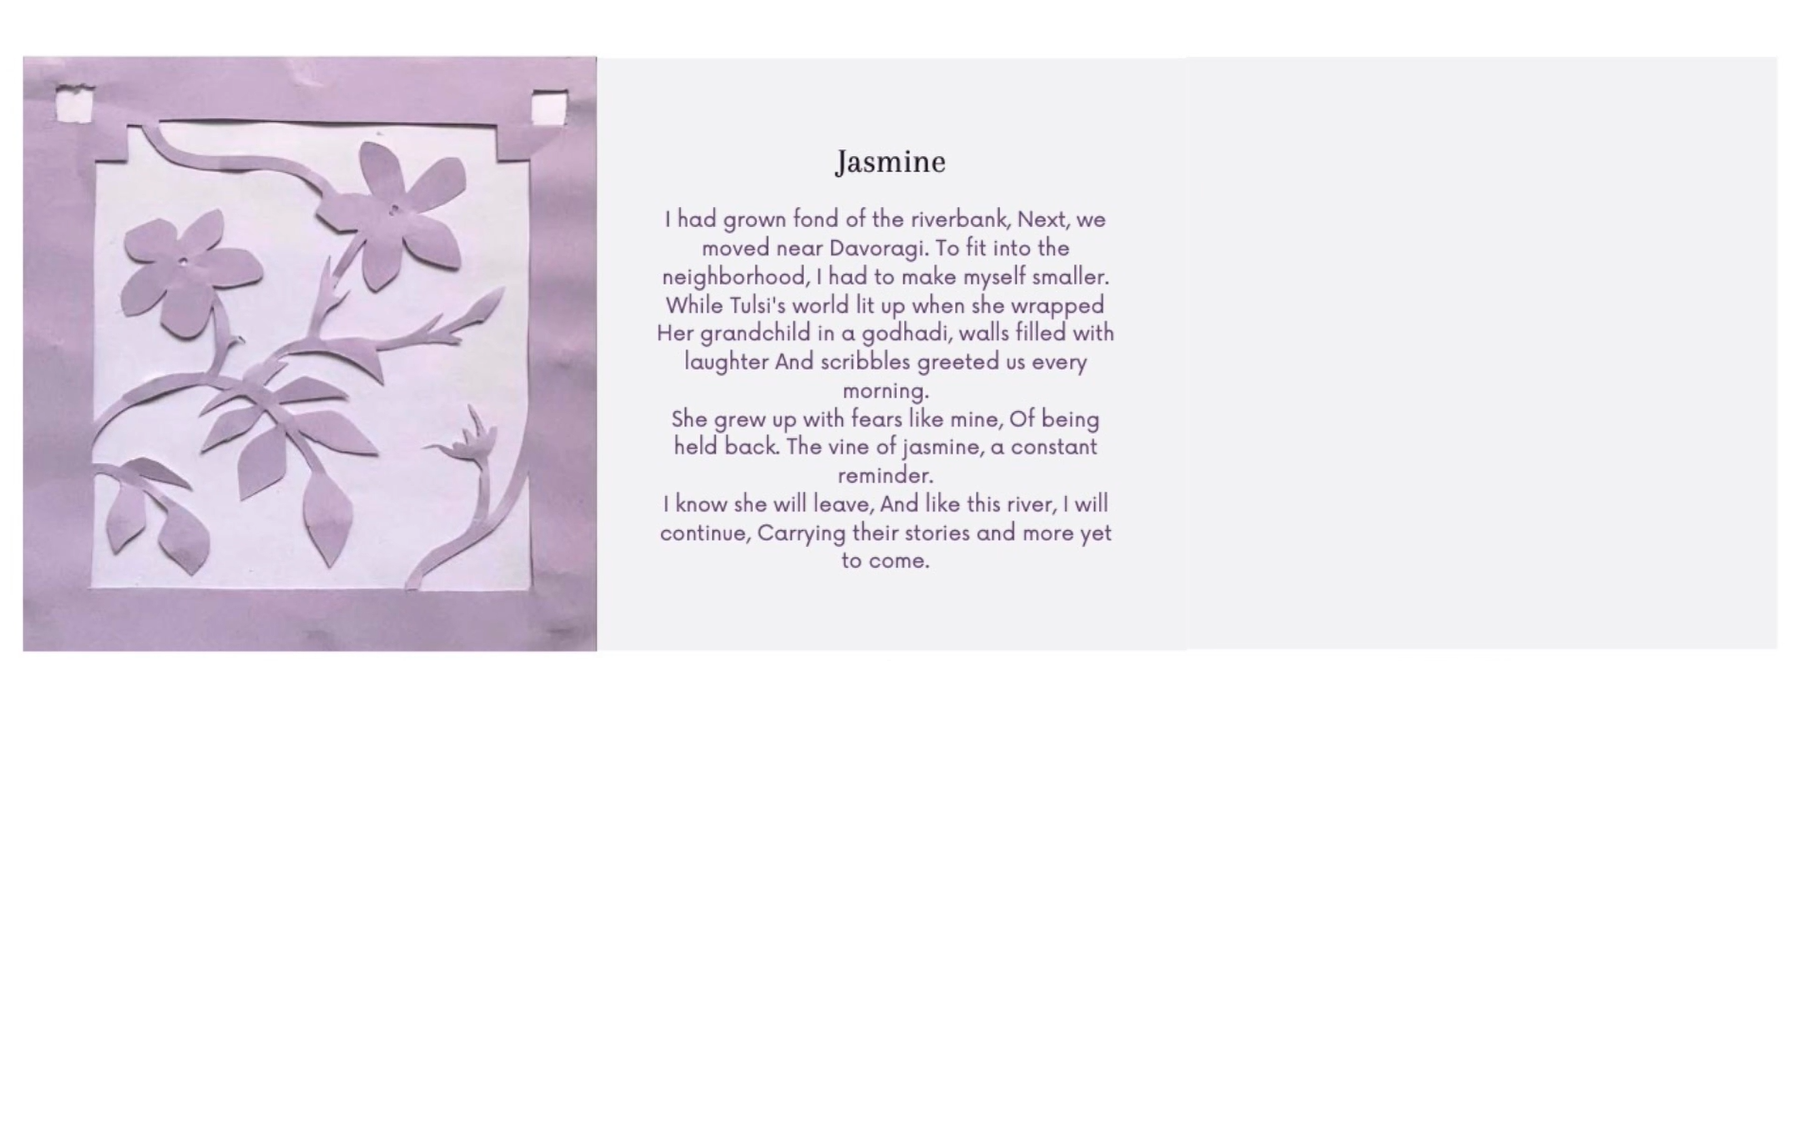 Jasmine
I had grown fond of the riverbank, Next, we
moved near Davoragi. To fit into the
neighborhood, I had to make myself smaller.
While Tulsi's world lit up when she wrapped
Her grandchild in a godhadi, walls filled with
laughter And scribbles greeted us every
morning.
She grew up with fears like mine, Of being
held back. The vine of jasmine, a constant
reminder.
I know she will leave, And like this river, I will
continue, Carrying their stories and more yet
to come.